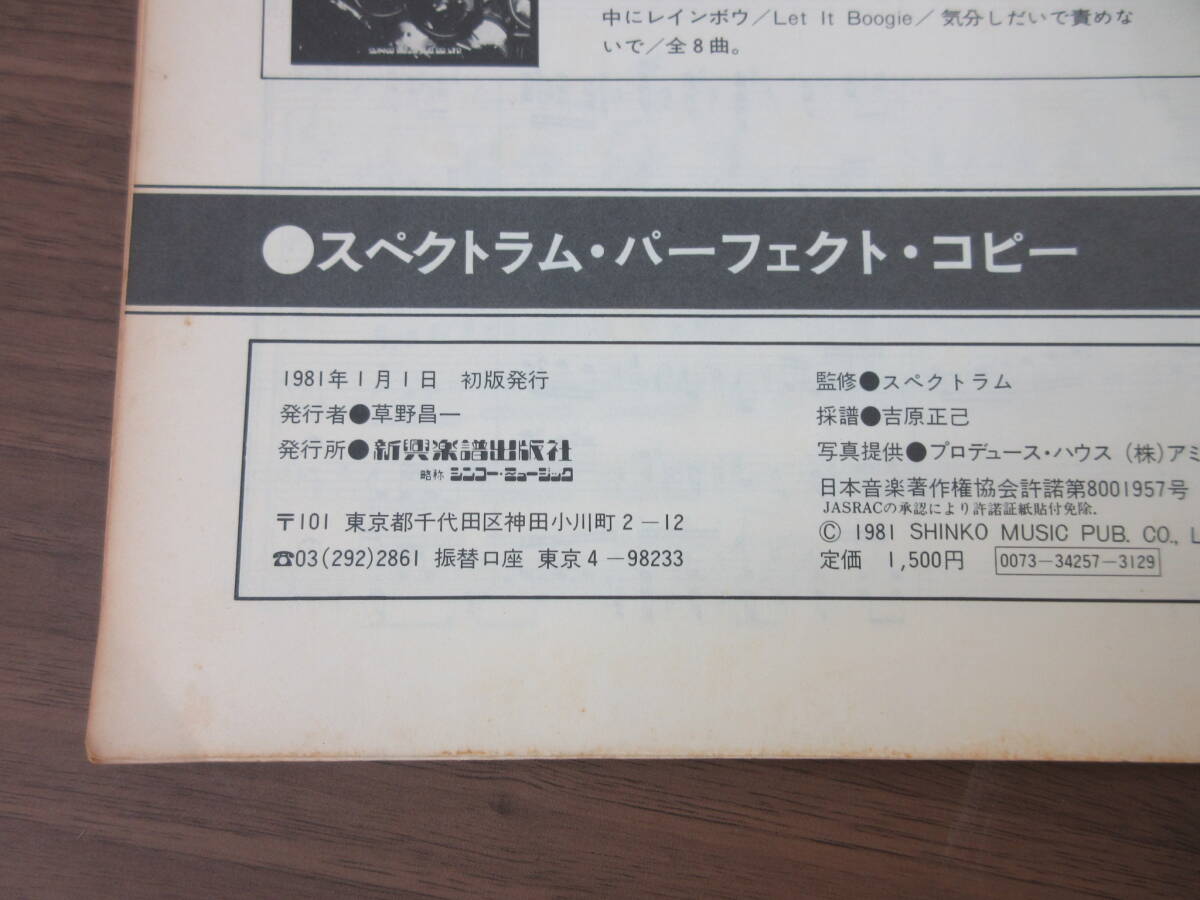 中にレインボウ／Let It Boogie／気分しだいで責めな
いで／全8曲。
●スペクトラム・パーフェクト・コピー
1981年1月1日 初版発行
発行者●草野昌一
発行所●新興楽譜出版社
略称 シンコー・ミュージック
〒101 東京都千代田区神田小川町2－12
☎03(292)2861 振替口座 東京4－98233
監修●スペクトラム
採譜●吉原正己
写真提供●プロデュース・ハウス（株）アミ
日本音楽著作権協会許諾第8001957号
JASRACの承認により許諾証紙貼付免除．
© 1981 SHINKO MUSIC PUB. CO., L
定価 1,500円 0073－34257－3129